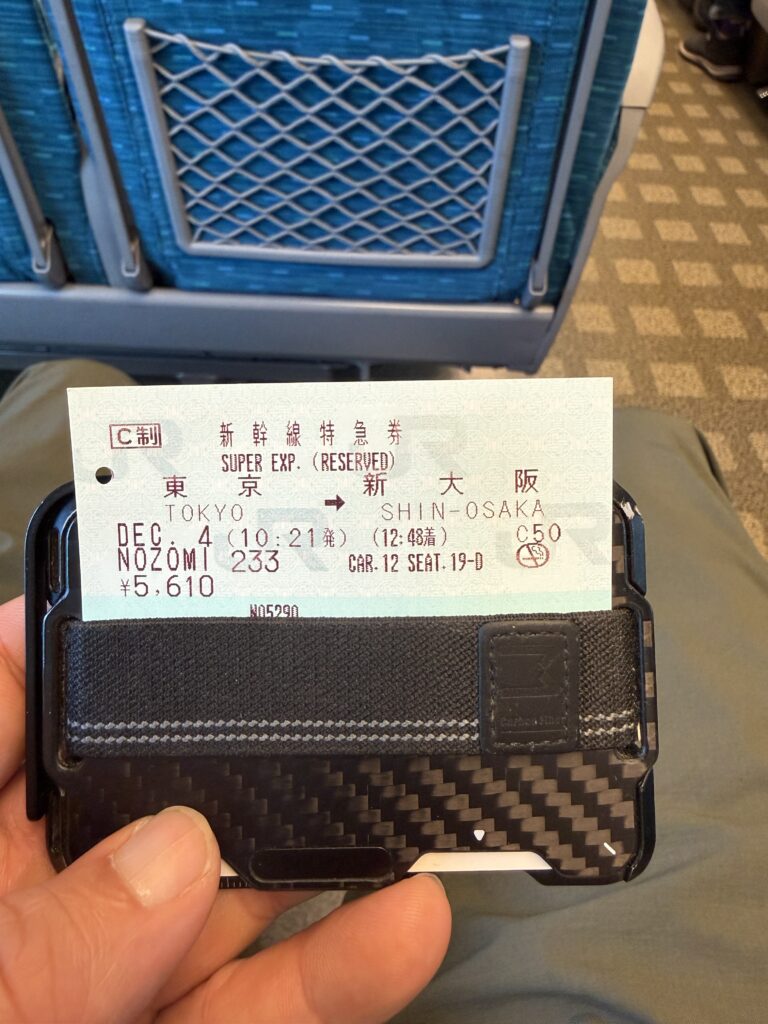 C制 新幹線特急券
SUPER EXP. (RESERVED)
東京 → 新大阪
TOKYO SHIN-OSAKA
DEC. 4 (10:21発) (12:48着) C50
NOZOMI 233 CAR.12 SEAT.19-D
¥5,610
JR